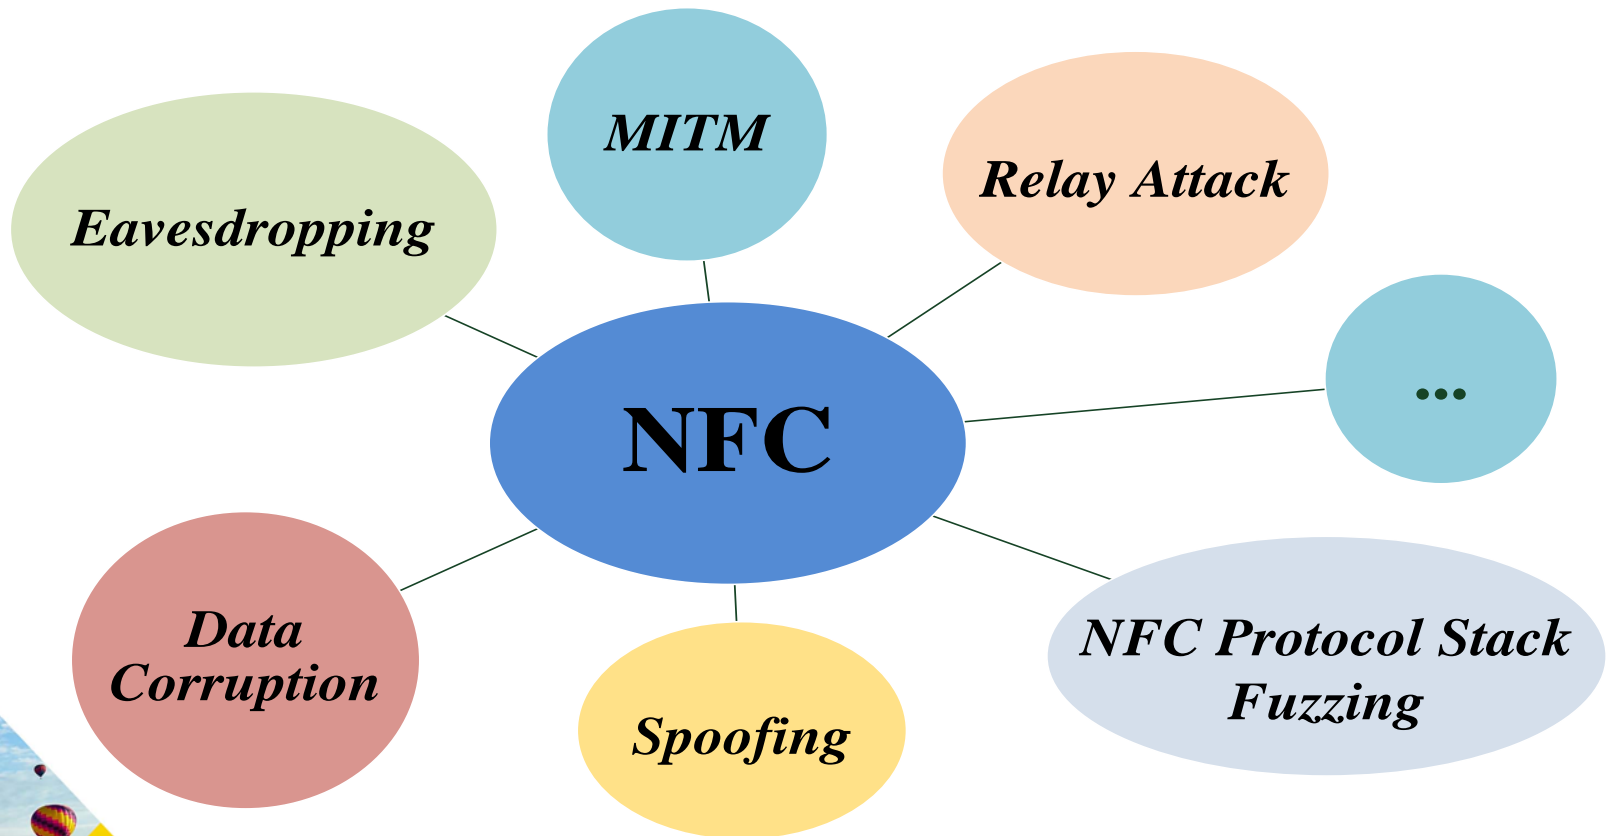 MITM
Relay Attack
Eavesdropping
...
NFC
Data
Corruption
NFC Protocol Stack
Fuzzing
Spoofing